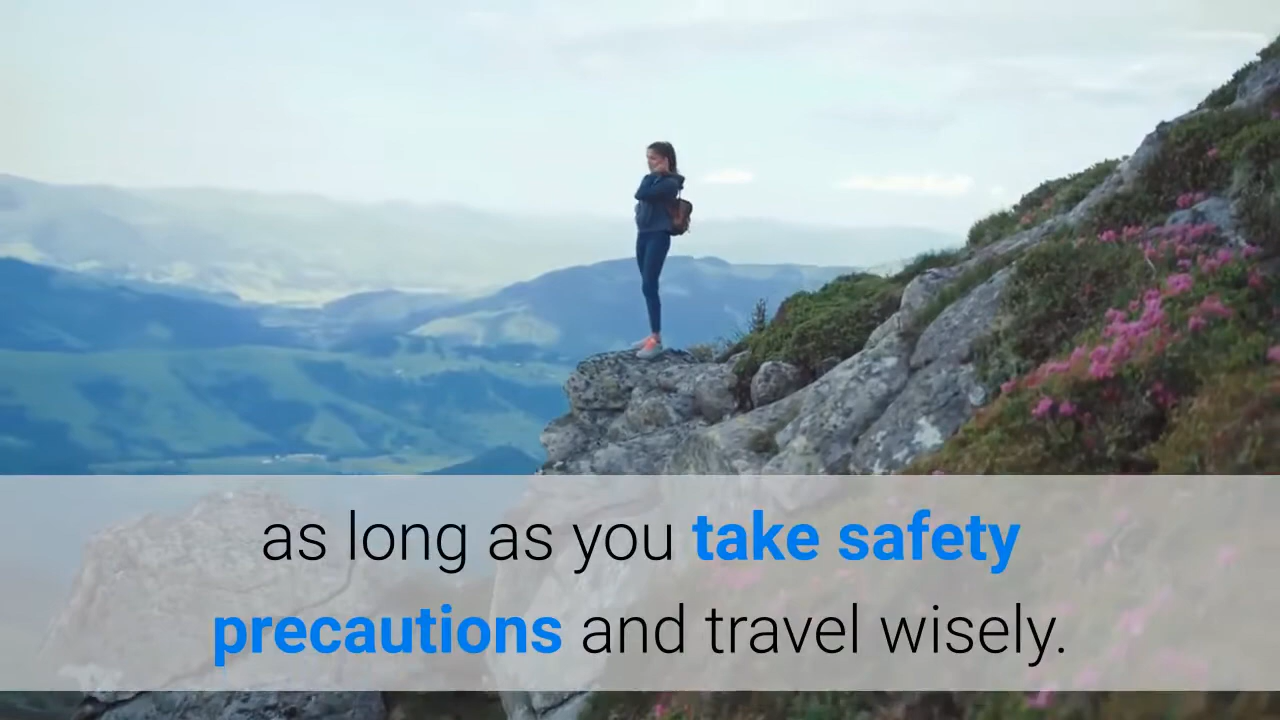 as long as you take safety
precautions and travel wisely.